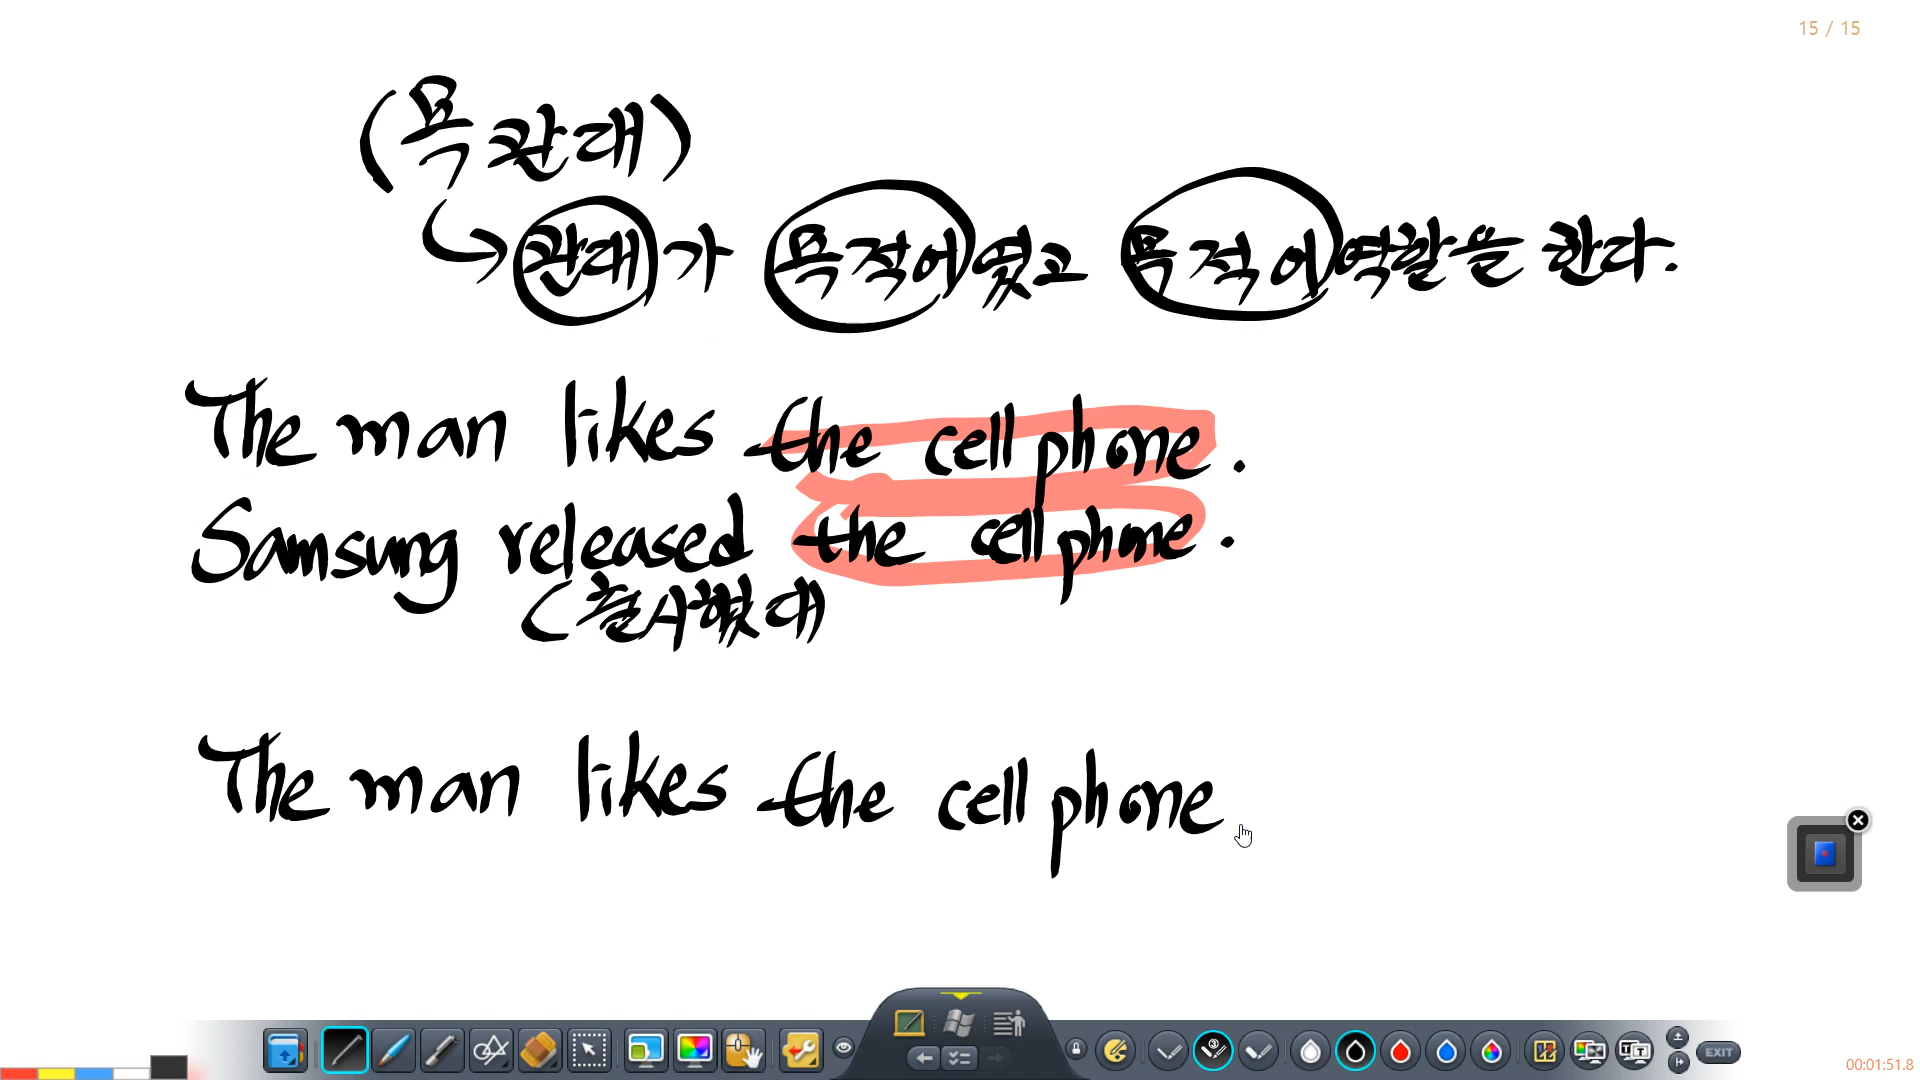 15 / 15
(목관대)
관대가 목적어였고 목적어역할을 한다.
The man likes the cell phone.
Samsung released the cell phone.
(출시했대
The man likes the cell phone
EXIT
00:01:51.8